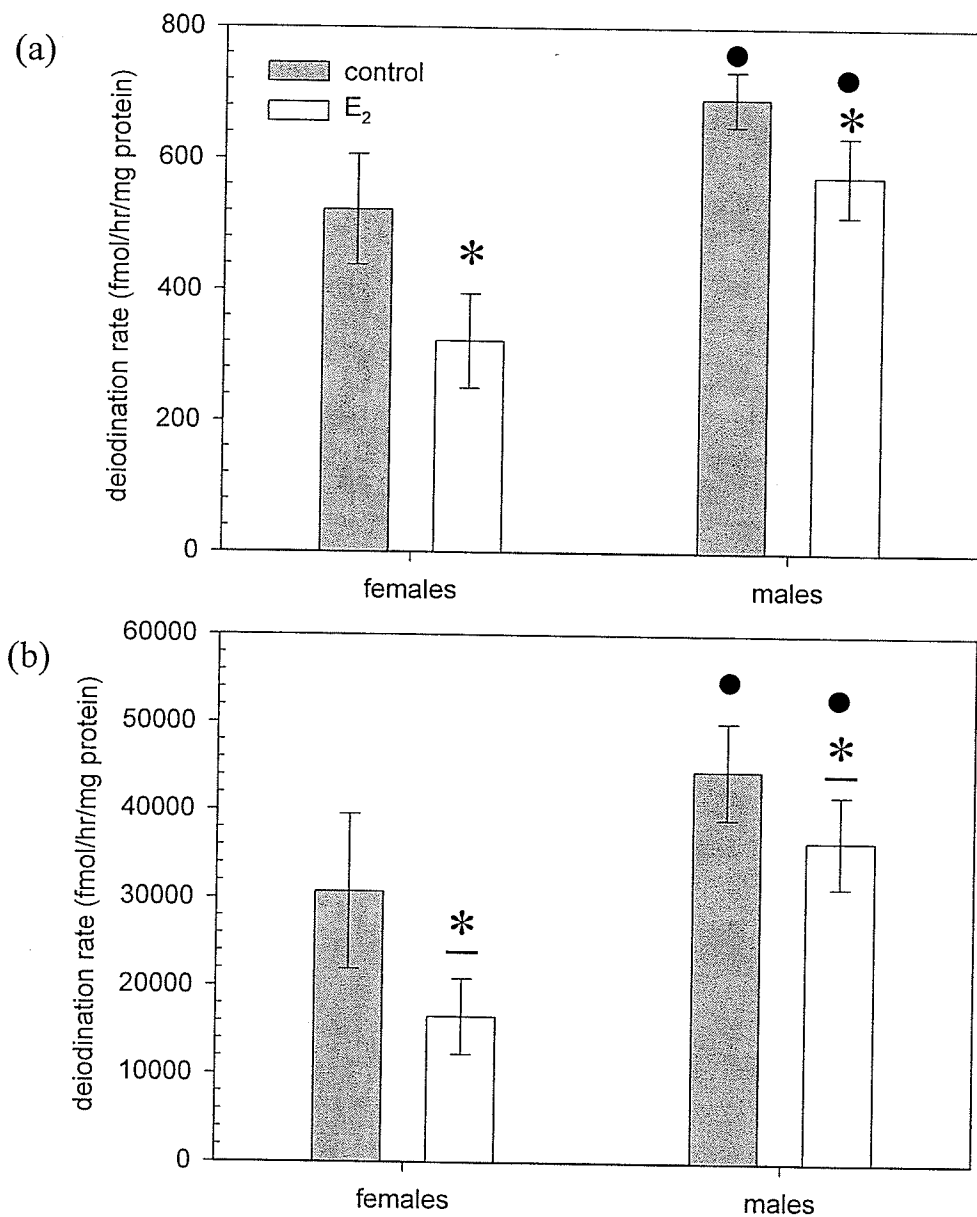 (a)
deiodination rate (fmol/hr/mg protein)
800
600
400
200
0
control
E₂
*
*
females
males
(b)
deiodination rate (fmol/hr/mg protein)
60000
50000
40000
30000
20000
10000
0
*
*
females
males